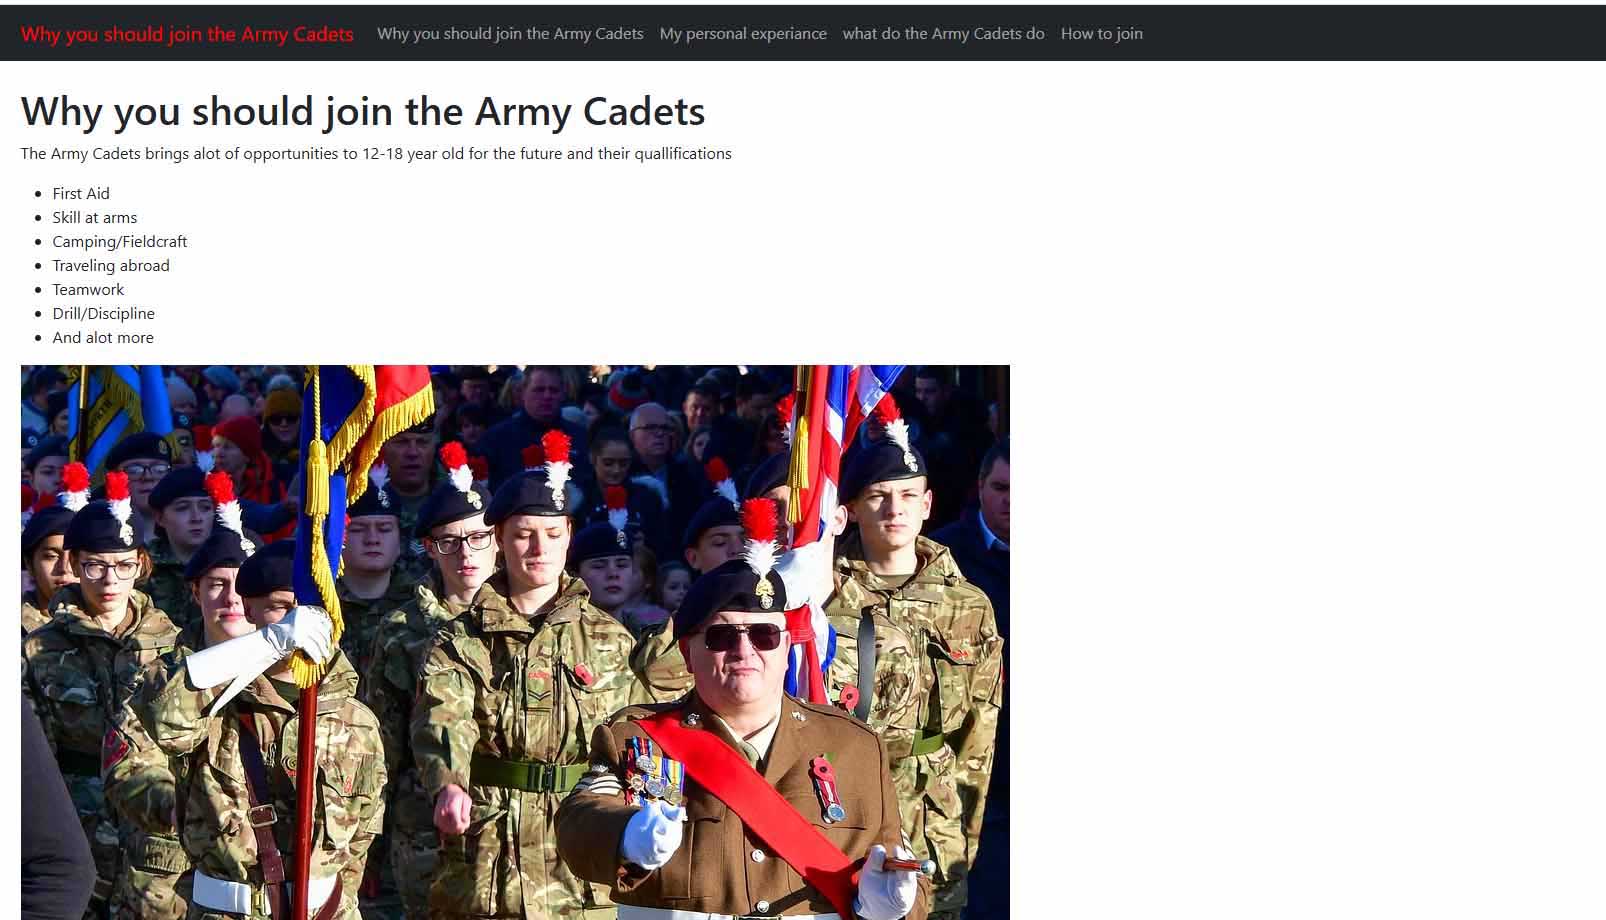 Why you should join the Army Cadets Why you should join the Army Cadets My personal experiance what do the Army Cadets do How to join
Why you should join the Army Cadets
The Army Cadets brings alot of opportunities to 12-18 year old for the future and their quallifications
First Aid
Skill at arms
Camping/Fieldcraft
Traveling abroad
Teamwork
Drill/Discipline
And alot more